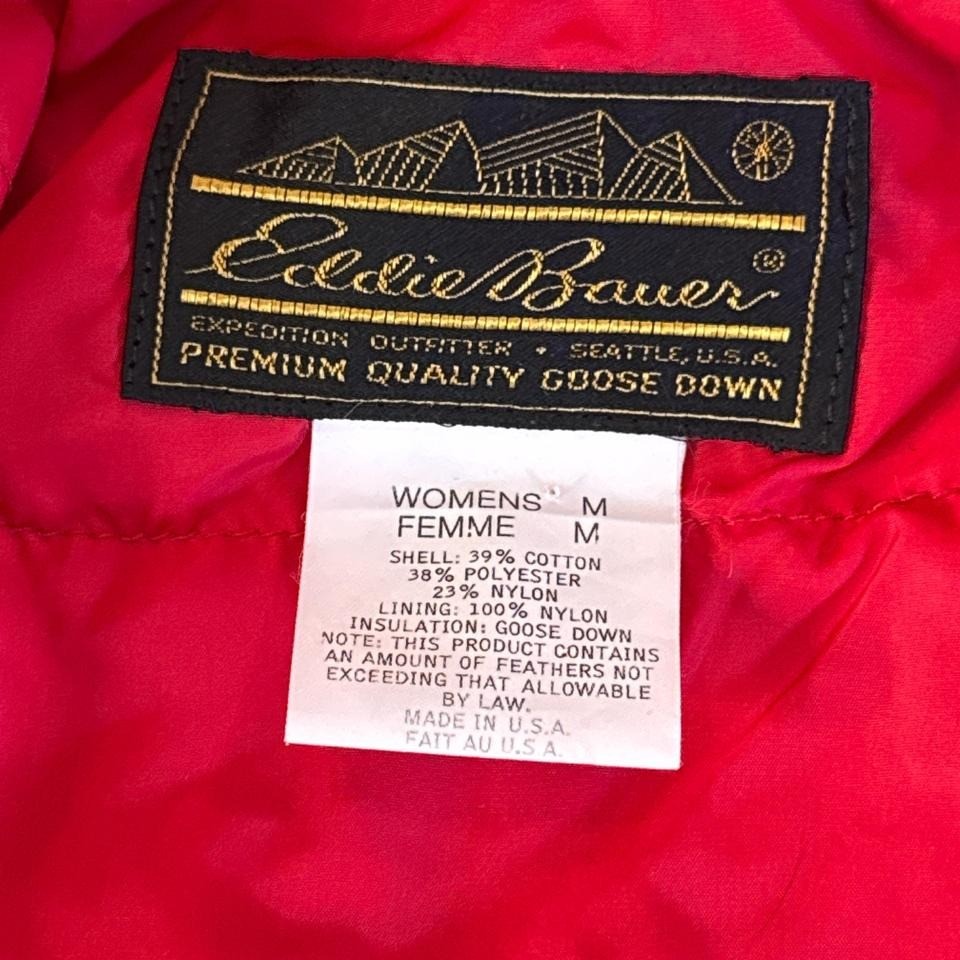 Eddie Bauer®
EXPEDITION OUTFITTER • SEATTLE, U.S.A.
PREMIUM QUALITY GOOSE DOWN
WOMENS M
FEMME M
SHELL: 39% COTTON
38% POLYESTER
23% NYLON
LINING: 100% NYLON
INSULATION: GOOSE DOWN
NOTE: THIS PRODUCT CONTAINS
AN AMOUNT OF FEATHERS NOT
EXCEEDING THAT ALLOWABLE
BY LAW.
MADE IN U.S.A.
FAIT AU U.S.A.